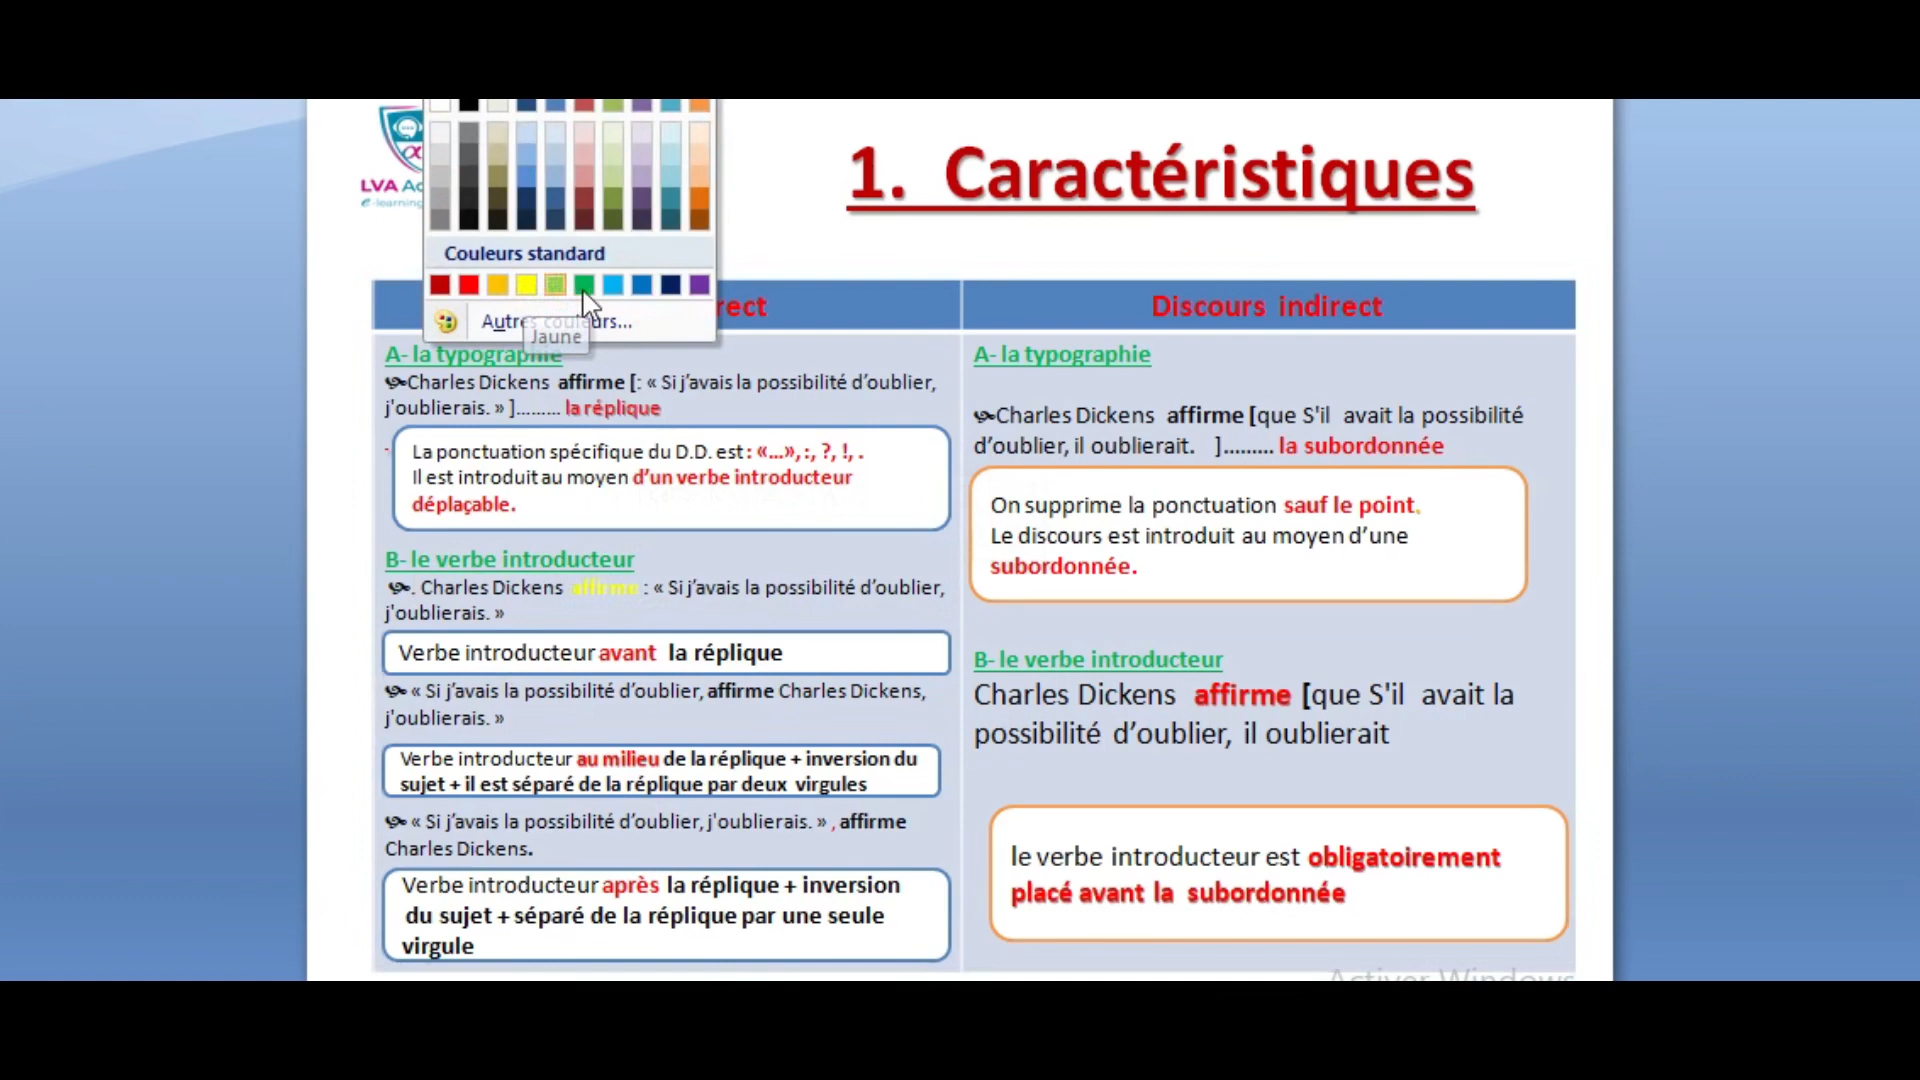 LVA Ac
e-learning
1. Caractéristiques
Couleurs standard
Autres couleurs...
Jaune
rect
Discours indirect
A- la typographie
Charles Dickens affirme [: « Si j’avais la possibilité d’oublier,
j'oublierais. » ]......... la réplique
La ponctuation spécifique du D.D. est : «...», :, ?, !, .
Il est introduit au moyen d’un verbe introducteur
déplaçable.
B- le verbe introducteur
. Charles Dickens affirme : « Si j’avais la possibilité d’oublier,
j'oublierais. »
Verbe introducteur avant la réplique
« Si j’avais la possibilité d’oublier, affirme Charles Dickens,
j'oublierais. »
Verbe introducteur au milieu de la réplique + inversion du
sujet + il est séparé de la réplique par deux virgules
« Si j’avais la possibilité d’oublier, j'oublierais. » , affirme
Charles Dickens.
Verbe introducteur après la réplique + inversion
du sujet + séparé de la réplique par une seule
virgule
A- la typographie
Charles Dickens affirme [que S'il avait la possibilité
d’oublier, il oublierait. ]......... la subordonnée
On supprime la ponctuation sauf le point.
Le discours est introduit au moyen d’une
subordonnée.
B- le verbe introducteur
Charles Dickens affirme [que S'il avait la
possibilité d’oublier, il oublierait
le verbe introducteur est obligatoirement
placé avant la subordonnée
Activer Windows